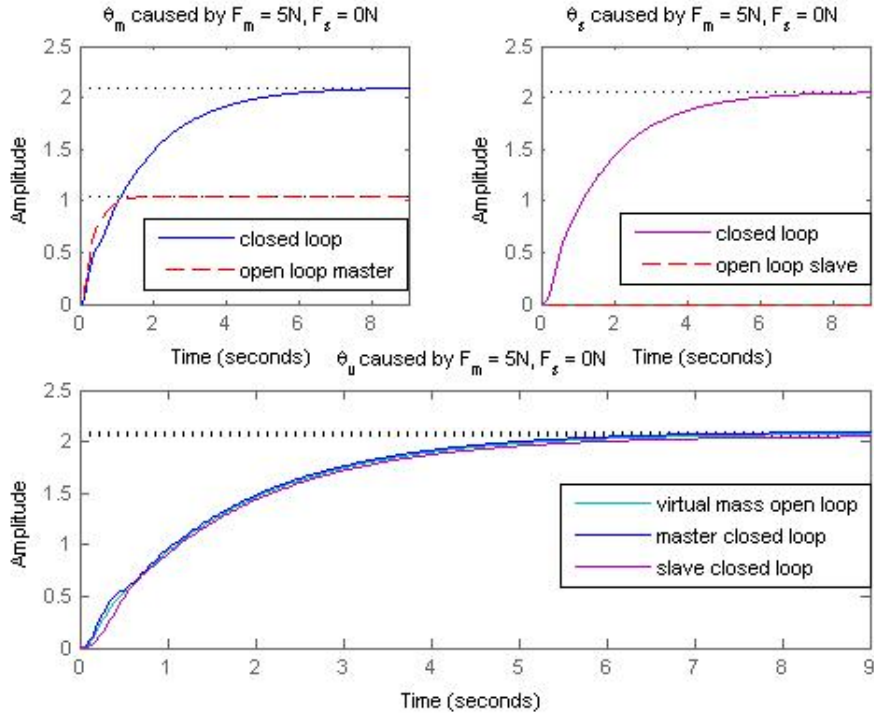 θm caused by Fm = 5N, Fs = 0N
2.5
2
1.5
1
0.5
0
Amplitude
closed loop
open loop master
0 2 4 6 8
Time (seconds)
θs caused by Fm = 5N, Fs = 0N
2.5
2
1.5
1
0.5
0
Amplitude
closed loop
open loop slave
0 2 4 6 8
Time (seconds)
θu caused by Fm = 5N, Fs = 0N
2.5
2
1.5
1
0.5
0
Amplitude
virtual mass open loop
master closed loop
slave closed loop
0 1 2 3 4 5 6 7 8 9
Time (seconds)